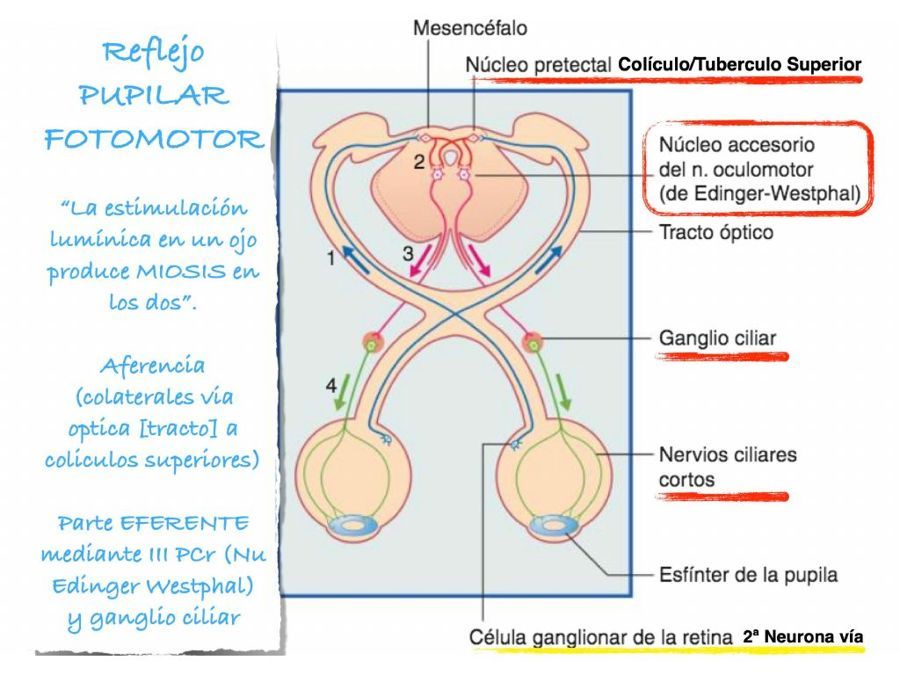 Reflejo
PUPILAR
FOTOMOTOR
“La estimulación
lumínica en un ojo
produce MIOSIS en
los dos”.
Aferencia
(colaterales vía
optica [tracto] a
colículos superiores)
Parte EFERENTE
mediante III PCr (Nu
Edinger Westphal)
y ganglio ciliar
Mesencéfalo
Núcleo pretectal Colículo/Tuberculo Superior
Núcleo accesorio
del n. oculomotor
(de Edinger-Westphal)
Tracto óptico
Ganglio ciliar
Nervios ciliares
cortos
Esfínter de la pupila
Célula ganglionar de la retina 2ª Neurona vía
2
1
3
4